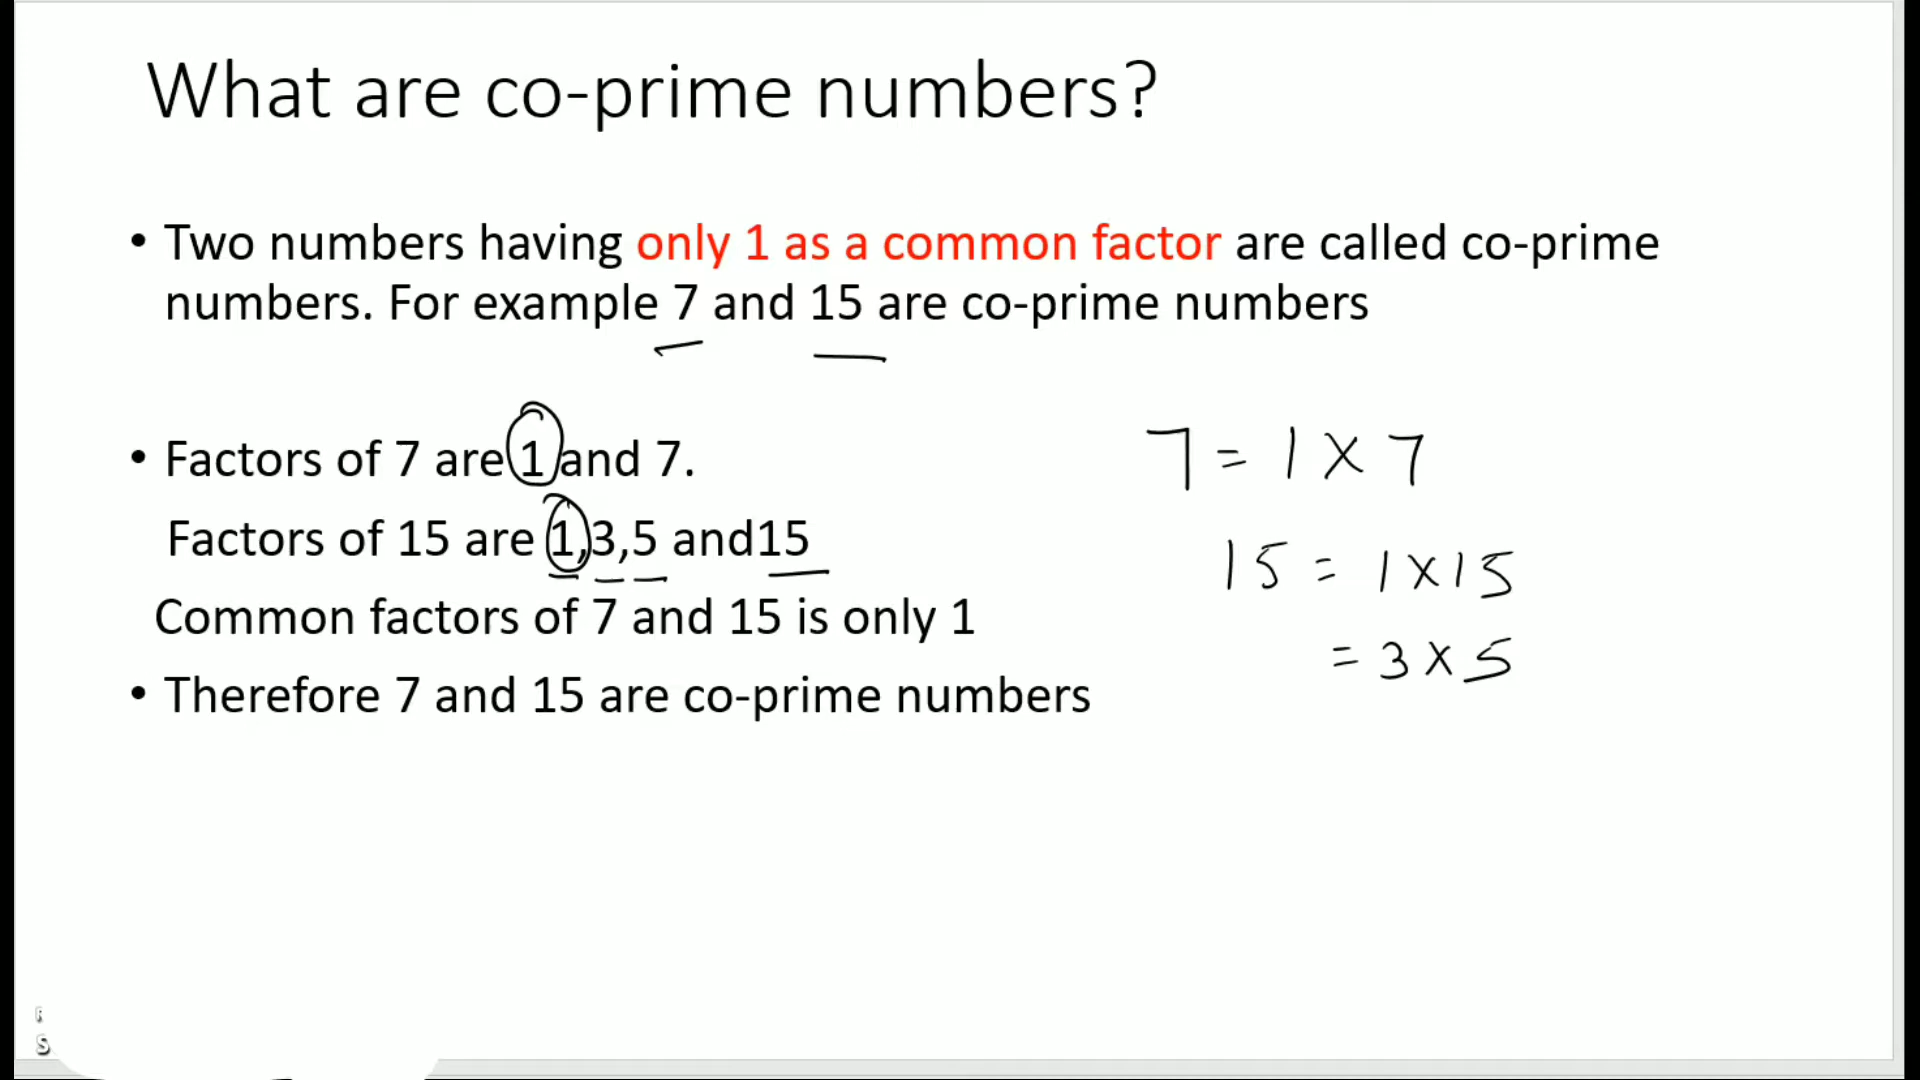 What are co-prime numbers?
• Two numbers having only 1 as a common factor are called co-prime
numbers. For example 7 and 15 are co-prime numbers
• Factors of 7 are 1 and 7.
Factors of 15 are 1,3,5 and15
Common factors of 7 and 15 is only 1
• Therefore 7 and 15 are co-prime numbers
7 = 1 X 7
15 = 1 X 15
= 3 X 5
S